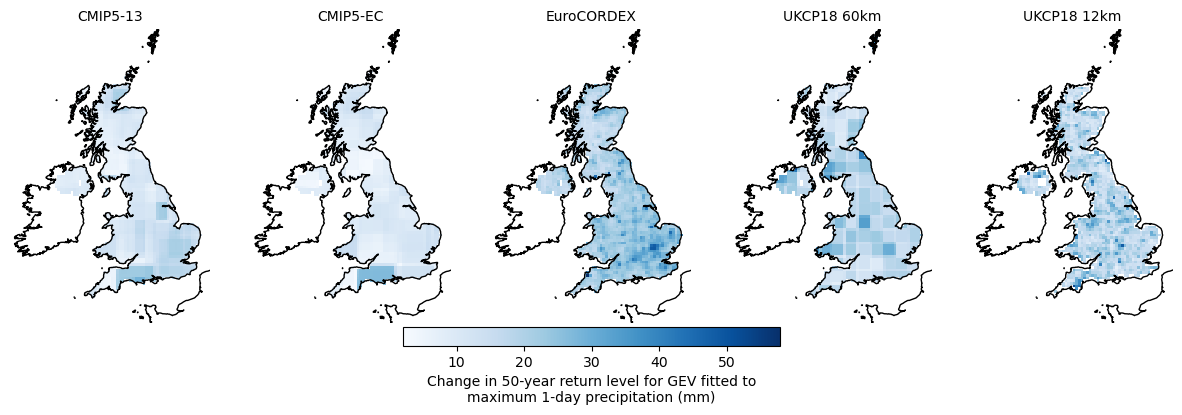 CMIP5-13
CMIP5-EC
EuroCORDEX
UKCP18 60km
UKCP18 12km
10
20
30
40
50
Change in 50-year return level for GEV fitted to
maximum 1-day precipitation (mm)